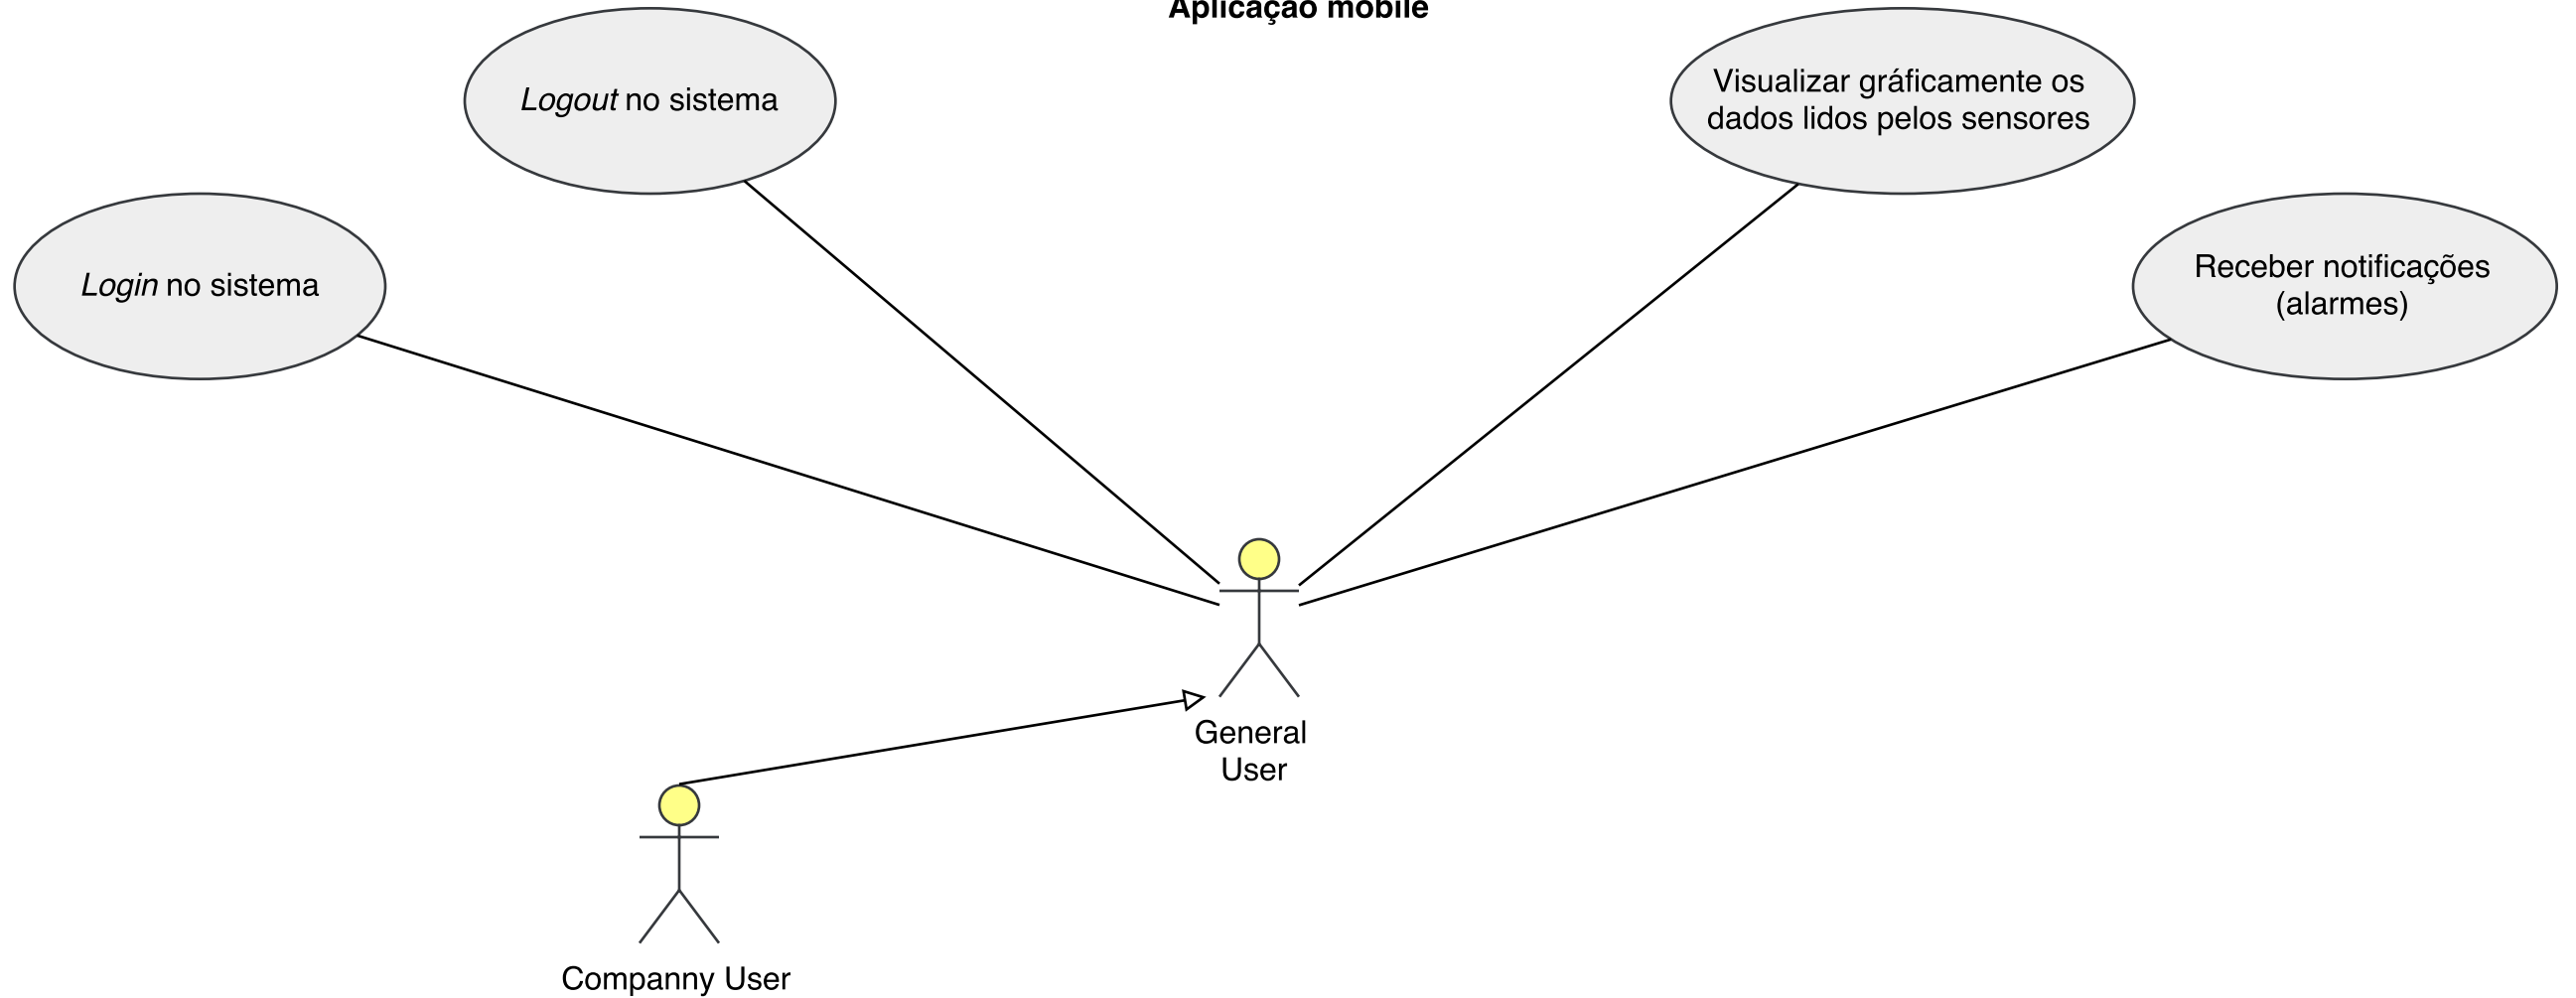 Aplicação mobile
Logout no sistema
Visualizar gráficamente os
dados lidos pelos sensores
Login no sistema
Receber notificações
(alarmes)
General
User
Companny User